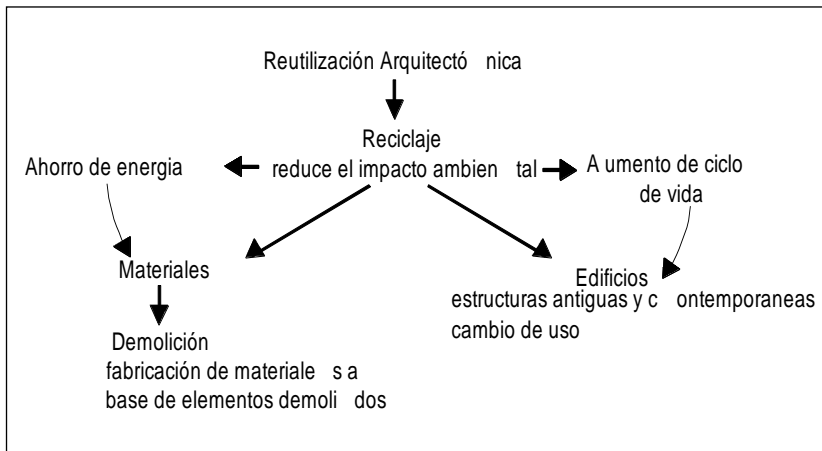 Reutilización Arquitectó nica
Reciclaje
Ahorro de energia
reduce el impacto ambien tal
A umento de ciclo
de vida
Materiales
Edificios
estructuras antiguas y c ontemporaneas
cambio de uso
Demolición
fabricación de materiale s a
base de elementos demoli dos